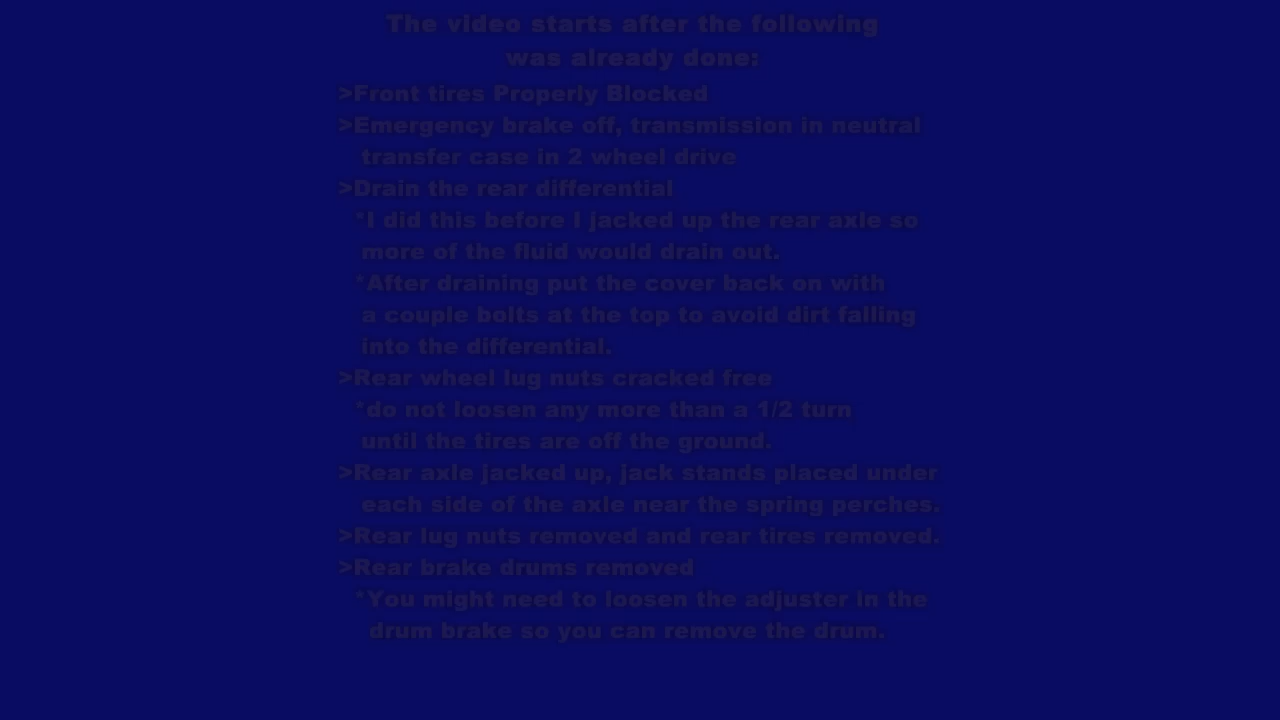 The video starts after the following
was already done:
>Front tires Properly Blocked
>Emergency brake off, transmission in neutral
transfer case in 2 wheel drive
>Drain the rear differential
*I did this before I jacked up the rear axle so
more of the fluid would drain out.
*After draining put the cover back on with
a couple bolts at the top to avoid dirt falling
into the differential.
>Rear wheel lug nuts cracked free
*do not loosen any more than a 1/2 turn
until the tires are off the ground.
>Rear axle jacked up, jack stands placed under
each side of the axle near the spring perches.
>Rear lug nuts removed and rear tires removed.
>Rear brake drums removed
*You might need to loosen the adjuster in the
drum brake so you can remove the drum.